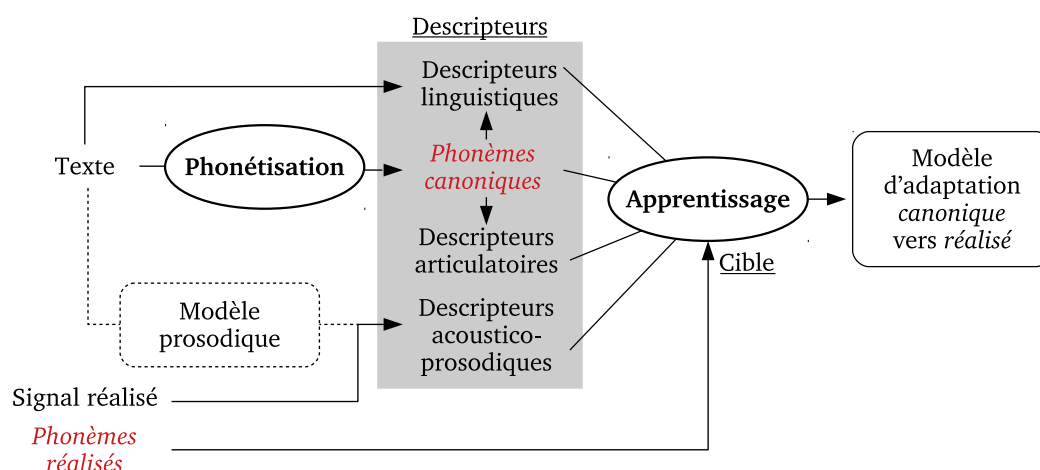 Descripteurs
Descripteurs
linguistiques
Texte
Phonétisation
Phonèmes
canoniques
Apprentissage
Modèle
d'adaptation
canonique
vers réalisé
Descripteurs
articulatoires
Cible
Modèle
prosodique
Descripteurs
acoustico-
prosodiques
Signal réalisé
Phonèmes
réalisés